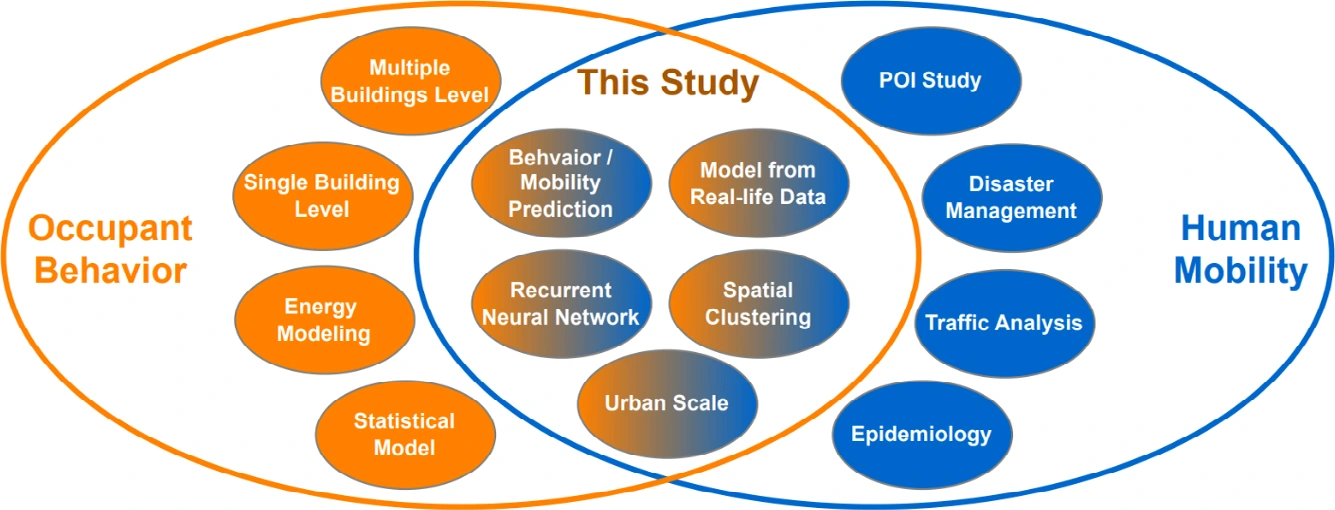 Occupant
Behavior
Multiple
Buildings Level
Single Building
Level
Energy
Modeling
Statistical
Model
This Study
Behvaior /
Mobility
Prediction
Model from
Real-life Data
Recurrent
Neural Network
Spatial
Clustering
Urban Scale
POI Study
Disaster
Management
Traffic Analysis
Epidemiology
Human
Mobility